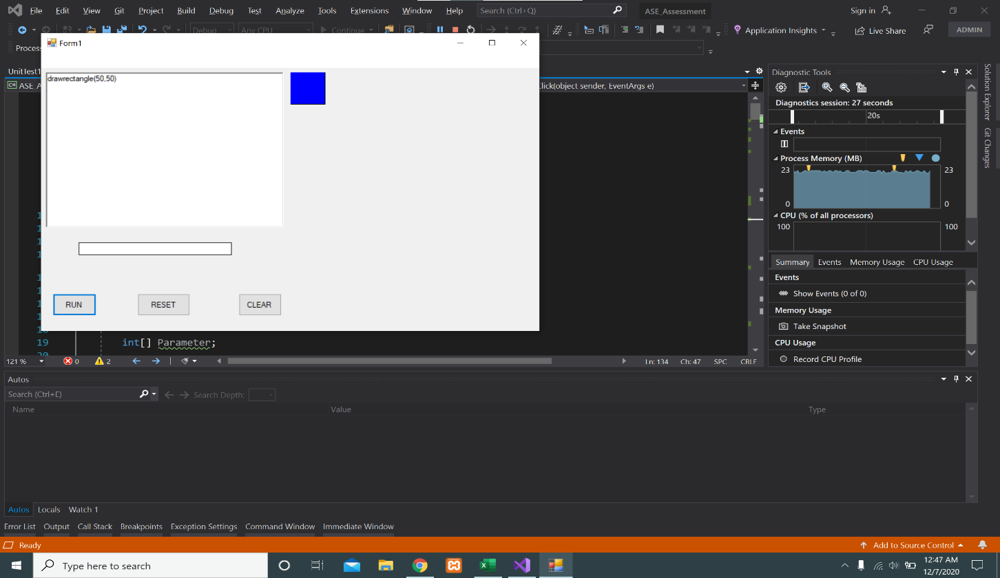 File Edit View Git Project Build Debug Test Analyze Tools Extensions Window Help Search (Ctrl+Q) ASE_Assessment Sign in
Debug Any CPU Continue Application Insights Live Share ADMIN
Process
Form1
UnitTest1
ASE_A
Click(object sender, EventArgs e)
drawrectangle(50,50)
RUN RESET CLEAR
19 int[] Parameter;
20
121 % 0 2 Ln: 134 Ch: 47 SPC CRLF
Diagnostic Tools
Diagnostics session: 27 seconds
20s
Events
Process Memory (MB)
23 23
0 0
CPU (% of all processors)
100 100
Summary Events Memory Usage CPU Usage
Events
Show Events (0 of 0)
Memory Usage
Take Snapshot
CPU Usage
Record CPU Profile
Solution Explorer
Git Changes
Autos
Search (Ctrl+E) Search Depth:
Name Value Type
Autos Locals Watch 1
Error List Output Call Stack Breakpoints Exception Settings Command Window Immediate Window
Ready Add to Source Control
Type here to search
12:47 AM
12/7/2020